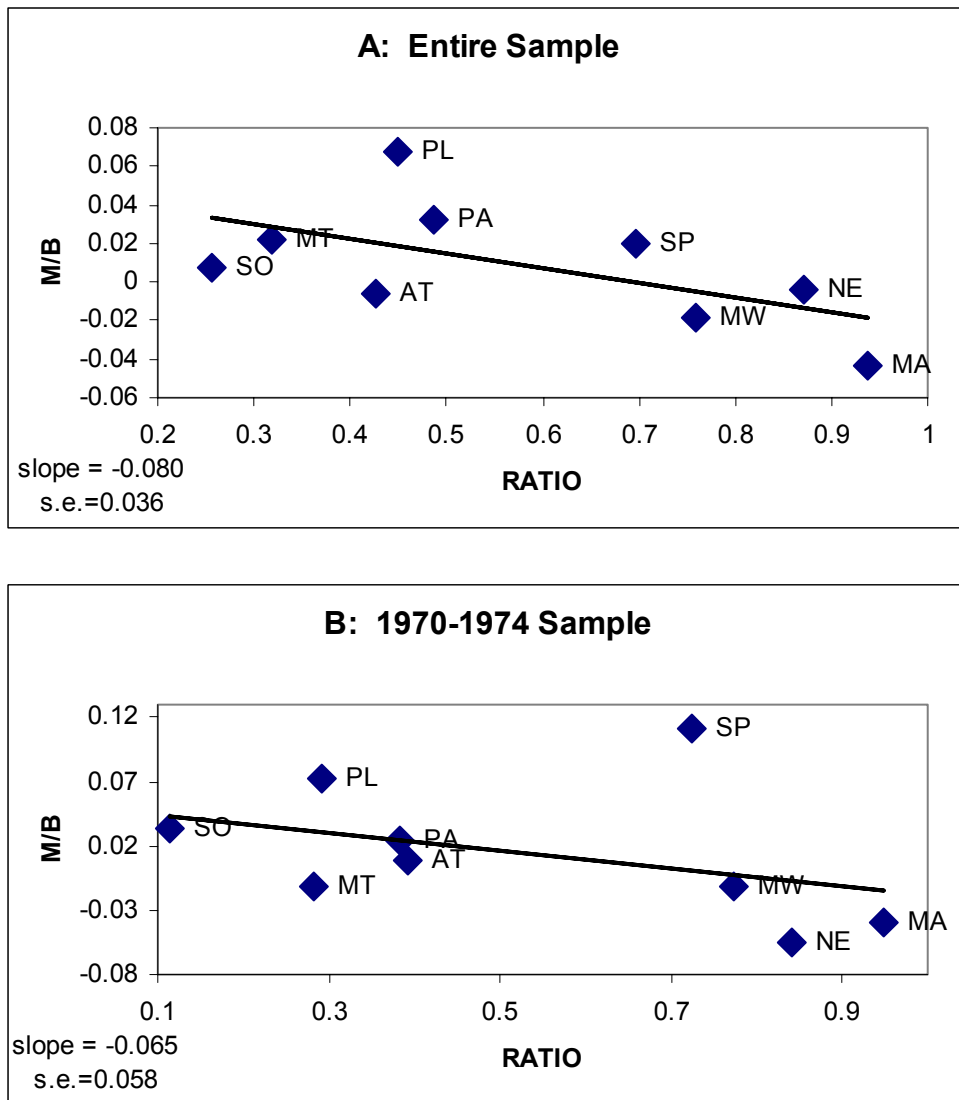 A: Entire Sample
0.08
0.06
0.04
0.02
0
-0.02
-0.04
-0.06
M/B
PL
PA
MT
SP
SO
AT
NE
MW
MA
0.2 0.3 0.4 0.5 0.6 0.7 0.8 0.9 1
slope = -0.080
s.e.=0.036
RATIO
B: 1970-1974 Sample
0.12
0.07
0.02
-0.03
-0.08
M/B
SP
PL
SO
PA
AT
MT
MW
MA
NE
0.1 0.3 0.5 0.7 0.9
slope = -0.065
s.e.=0.058
RATIO